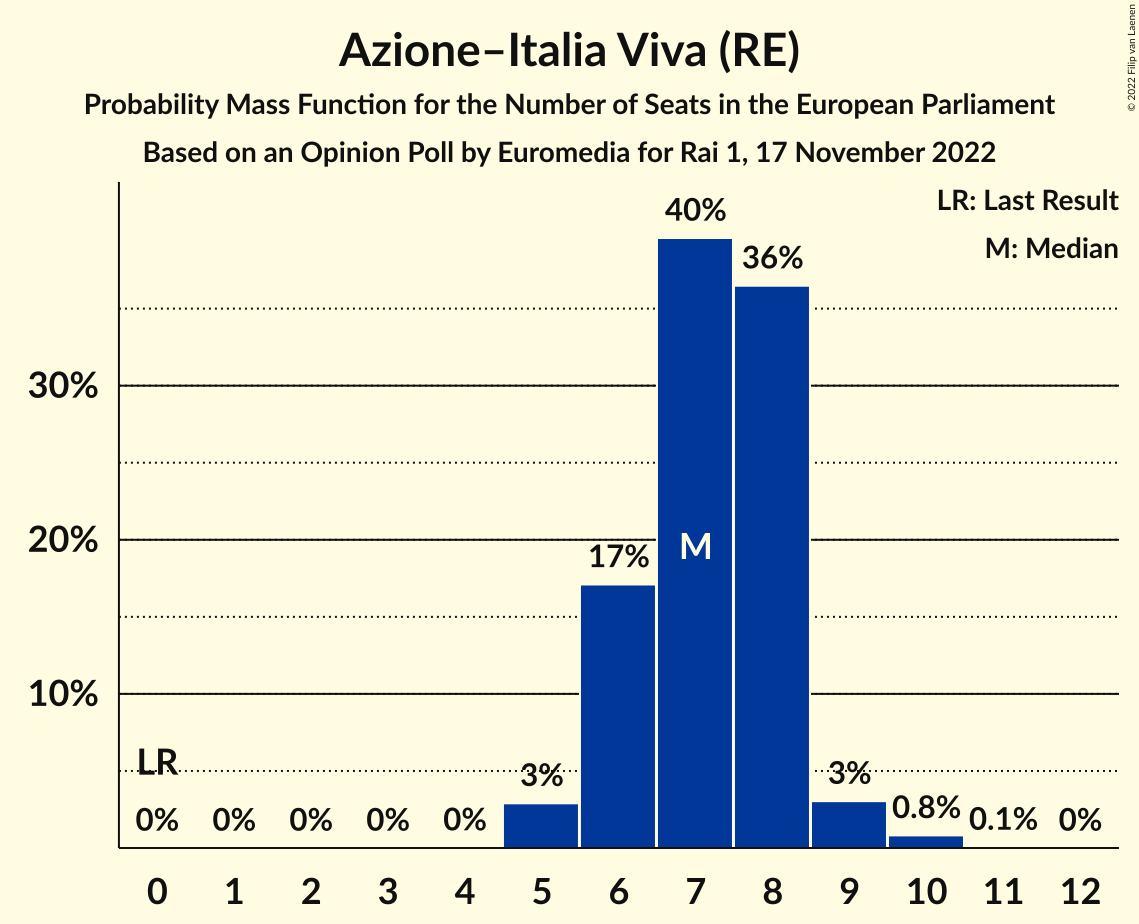 Azione–Italia Viva (RE)
Probability Mass Function for the Number of Seats in the European Parliament
Based on an Opinion Poll by Euromedia for Rai 1, 17 November 2022
© 2022 Filip van Laenen
LR: Last Result
M: Median
30%
20%
10%
LR
0%
0%
0%
0%
0%
3%
17%
40%
M
36%
3%
0.8%
0.1%
0%
0 1 2 3 4 5 6 7 8 9 10 11 12